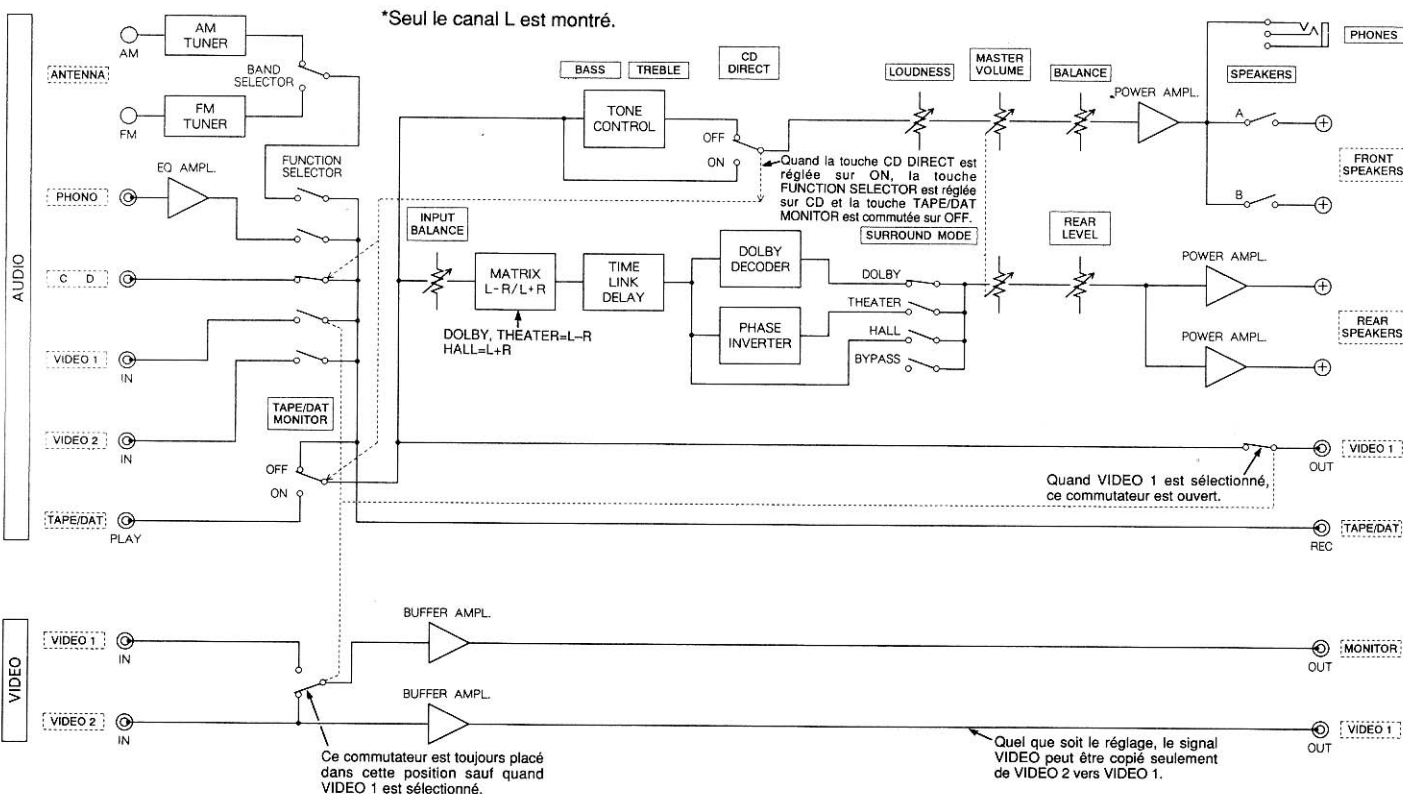 *Seul le canal L est montré.
AUDIO
ANTENNA
AM
AM
TUNER
FM
FM
TUNER
BAND
SELECTOR
EQ AMPL.
FUNCTION
SELECTOR
PHONO
C D
VIDEO 1
IN
VIDEO 2
IN
TAPE/DAT
MONITOR
OFF
ON
TAPE/DAT
PLAY
BASS
TREBLE
TONE
CONTROL
CD
DIRECT
OFF
ON
Quand la touche CD DIRECT est
réglée sur ON, la touche
FUNCTION SELECTOR est réglée
sur CD et la touche TAPE/DAT
MONITOR est commutée sur OFF.
LOUDNESS
MASTER
VOLUME
BALANCE
POWER AMPL.
PHONES
SPEAKERS
A
B
FRONT
SPEAKERS
INPUT
BALANCE
MATRIX
L-R/L+R
DOLBY, THEATER=L–R
HALL=L+R
TIME
LINK
DELAY
DOLBY
DECODER
PHASE
INVERTER
SURROUND MODE
DOLBY
THEATER
HALL
BYPASS
REAR
LEVEL
POWER AMPL.
POWER AMPL.
REAR
SPEAKERS
VIDEO 1
OUT
Quand VIDEO 1 est sélectionné,
ce commutateur est ouvert.
TAPE/DAT
REC
VIDEO
VIDEO 1
IN
VIDEO 2
IN
BUFFER AMPL.
BUFFER AMPL.
MONITOR
OUT
VIDEO 1
OUT
Ce commutateur est toujours placé
dans cette position sauf quand
VIDEO 1 est sélectionné.
Quel que soit le réglage, le signal
VIDEO peut être copié seulement
de VIDEO 2 vers VIDEO 1.